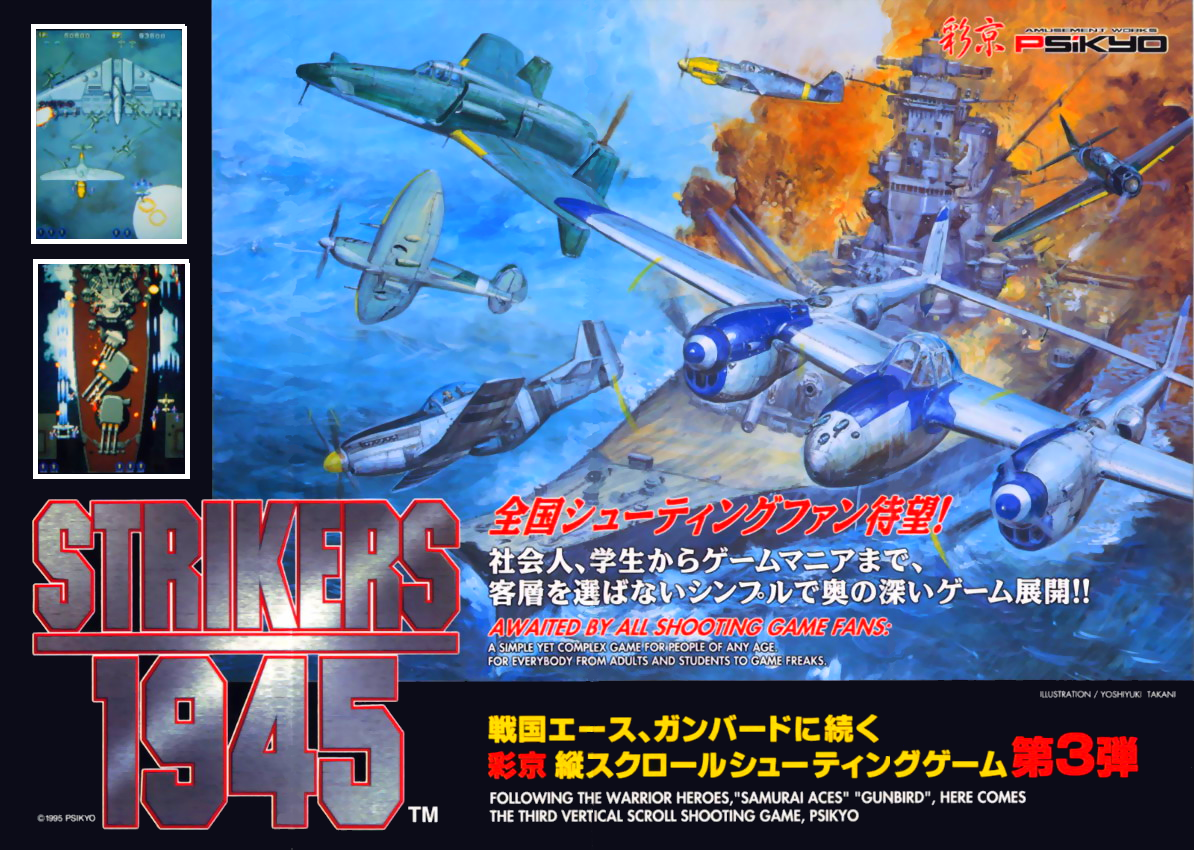 彩京 AMUSEMENT WORKS
PSiKYO
STRIKERS
1945
TM
©1995 PSIKYO
全国シューティングファン待望!
社会人、学生からゲームマニアまで、
客層を選ばないシンプルで奥の深いゲーム展開!!
AWAITED BY ALL SHOOTING GAME FANS:
A SIMPLE YET COMPLEX GAME FOR PEOPLE OF ANY AGE.
FOR EVERYBODY FROM ADULTS AND STUDENTS TO GAME FREAKS.
ILLUSTRATION / YOSHIYUKI TAKANI
戦国エース、ガンバードに続く
彩京 縦スクロールシューティングゲーム第3弾
FOLLOWING THE WARRIOR HEROES,"SAMURAI ACES" "GUNBIRD", HERE COMES
THE THIRD VERTICAL SCROLL SHOOTING GAME, PSIKYO